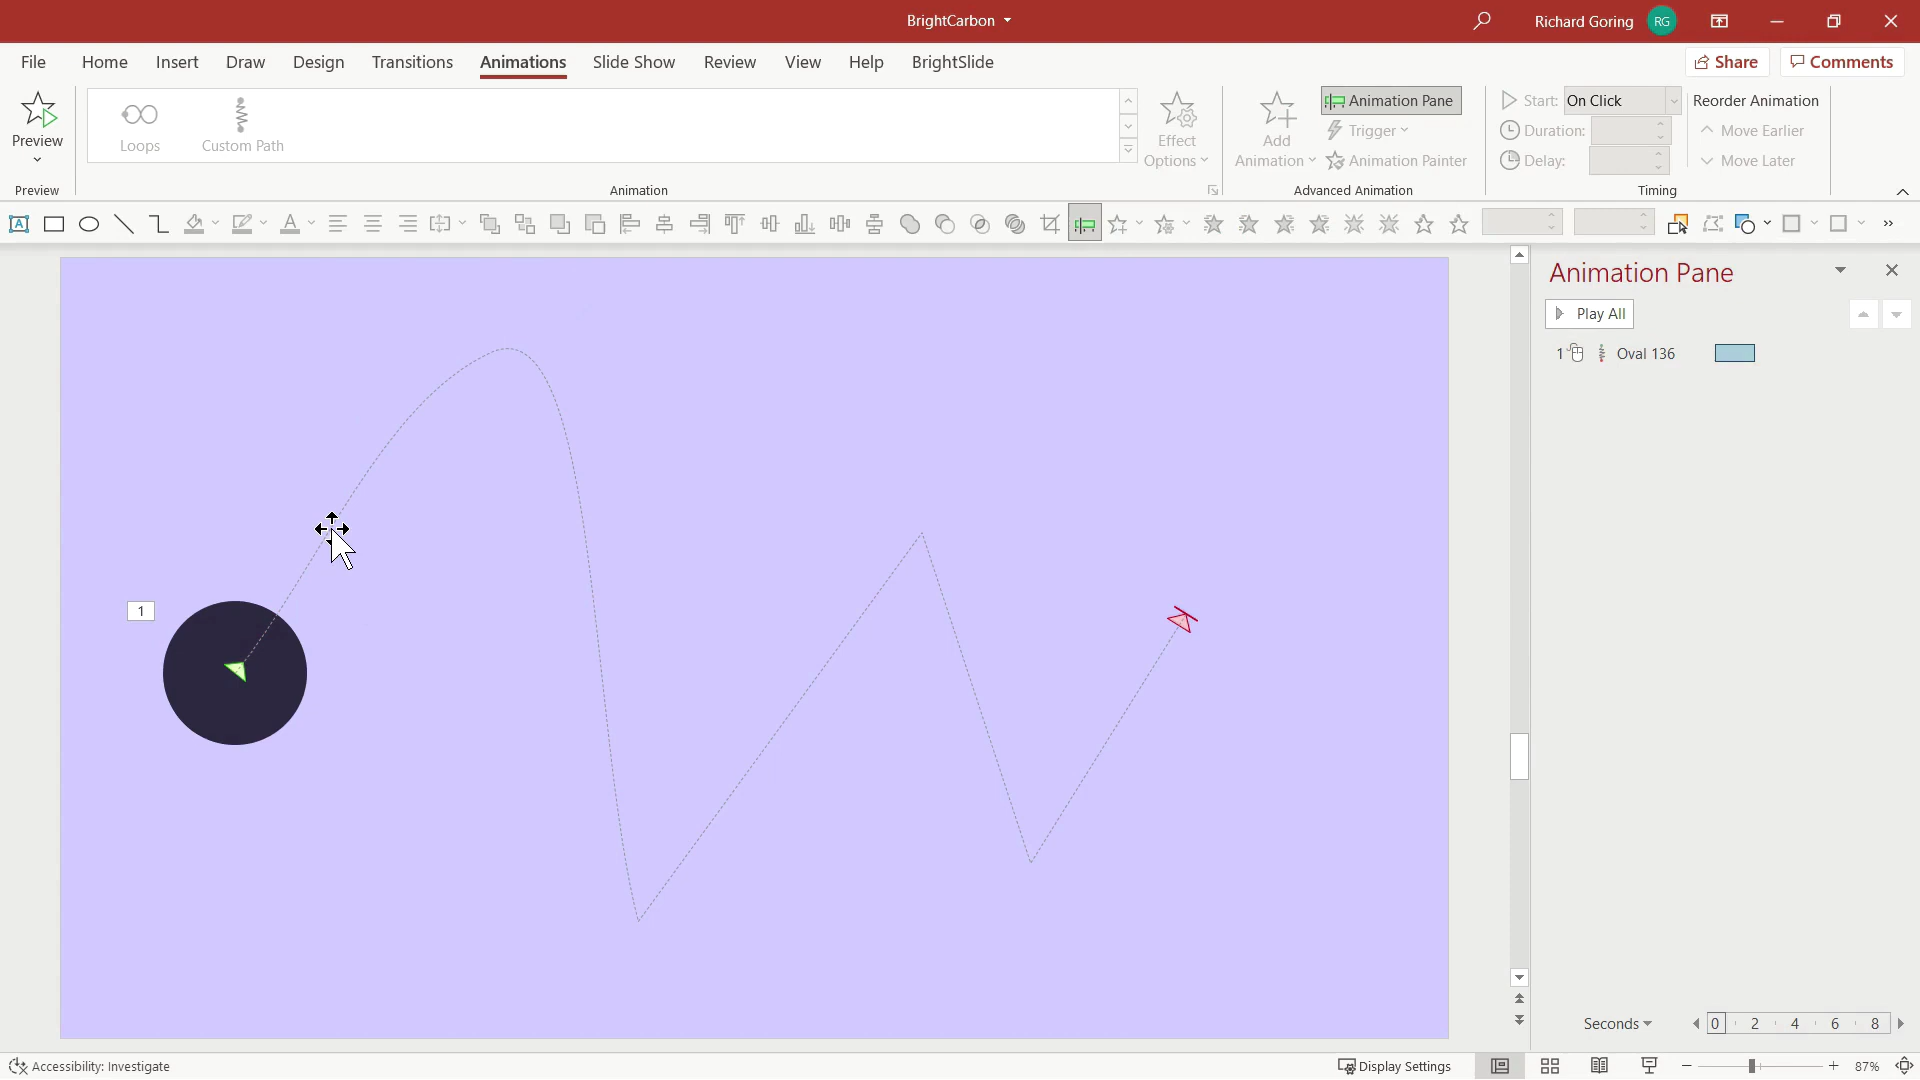 BrightCarbon
Richard Goring
RG
File Home Insert Draw Design Transitions Animations Slide Show Review View Help BrightSlide
Share
Comments
Preview
Preview
Loops
Custom Path
Animation
Effect
Options
Add
Animation
Animation Pane
Trigger
Animation Painter
Advanced Animation
Start: On Click
Duration:
Delay:
Reorder Animation
Move Earlier
Move Later
Timing
A
A
1
Animation Pane
Play All
1 Oval 136
Seconds
0 2 4 6 8
Accessibility: Investigate
Display Settings
87%